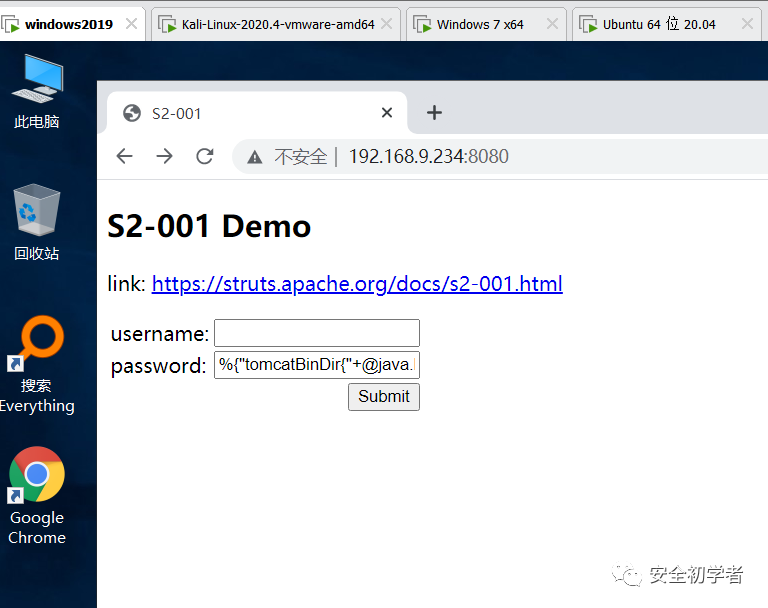 windows2019
Kali-Linux-2020.4-vmware-amd64
Windows 7 x64
Ubuntu 64 位 20.04
此电脑
回收站
搜索
Everything
Google
Chrome
S2-001
不安全 | 192.168.9.234:8080
S2-001 Demo
link: https://struts.apache.org/docs/s2-001.html
username:
password: %{"tomcatBinDir{"+@java.
Submit
安全初学者